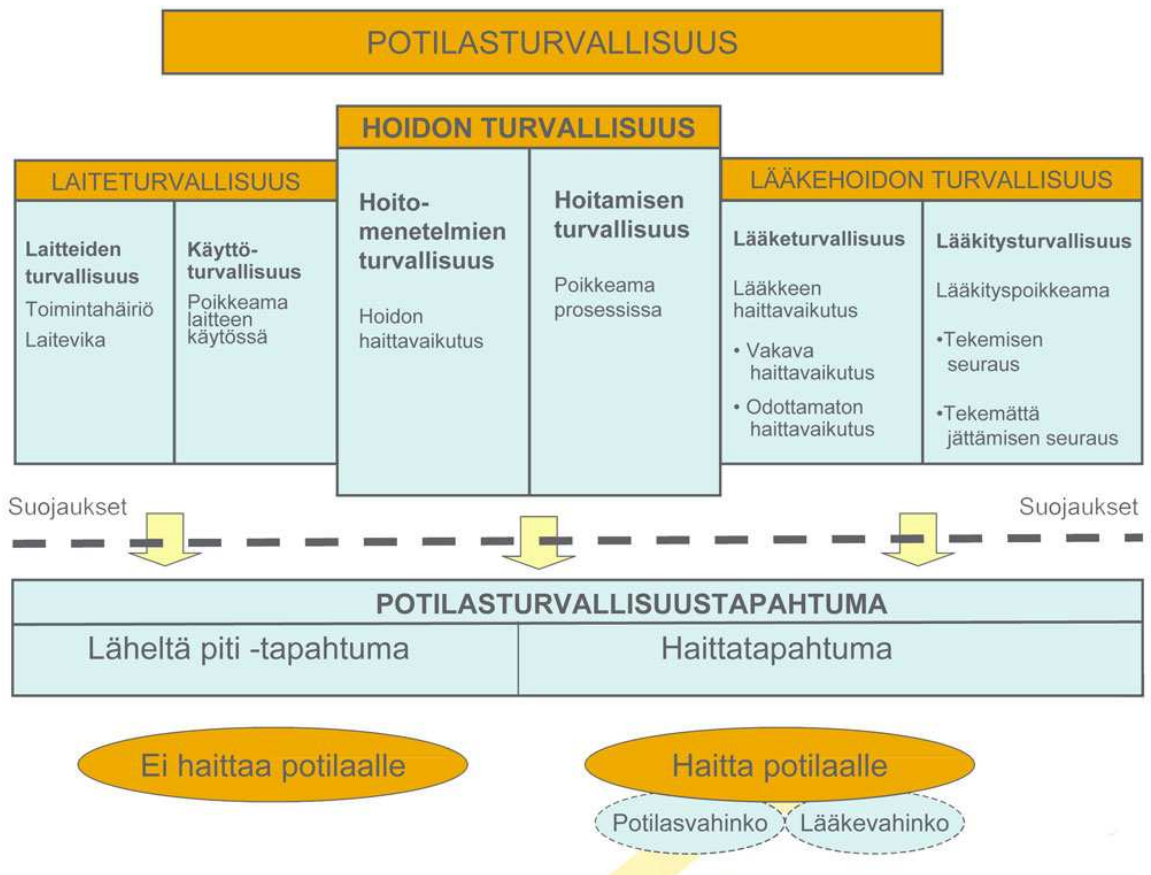 POTILASTURVALLISUUS
HOIDON TURVALLISUUS
LAITETURVALLISUUS
LÄÄKEHOIDON TURVALLISUUS
Laitteiden
turvallisuus
Toimintahäiriö
Laitevika
Käyttö-
turvallisuus
Poikkeama
laitteen
käytössä
Hoito-
menetelmien
turvallisuus
Hoidon
haittavaikutus
Hoitamisen
turvallisuus
Poikkeama
prosessissa
Lääketurvallisuus
Lääkkeen
haittavaikutus
• Vakava
haittavaikutus
• Odottamaton
haittavaikutus
Lääkitysturvallisuus
Lääkityspoikkeama
•Tekemisen
seuraus
•Tekemättä
jättämisen seuraus
Suojaukset
Suojaukset
POTILASTURVALLISUUSTAPAHTUMA
Läheltä piti -tapahtuma
Haittatapahtuma
Ei haittaa potilaalle
Haitta potilaalle
Potilasvahinko
Lääkevahinko